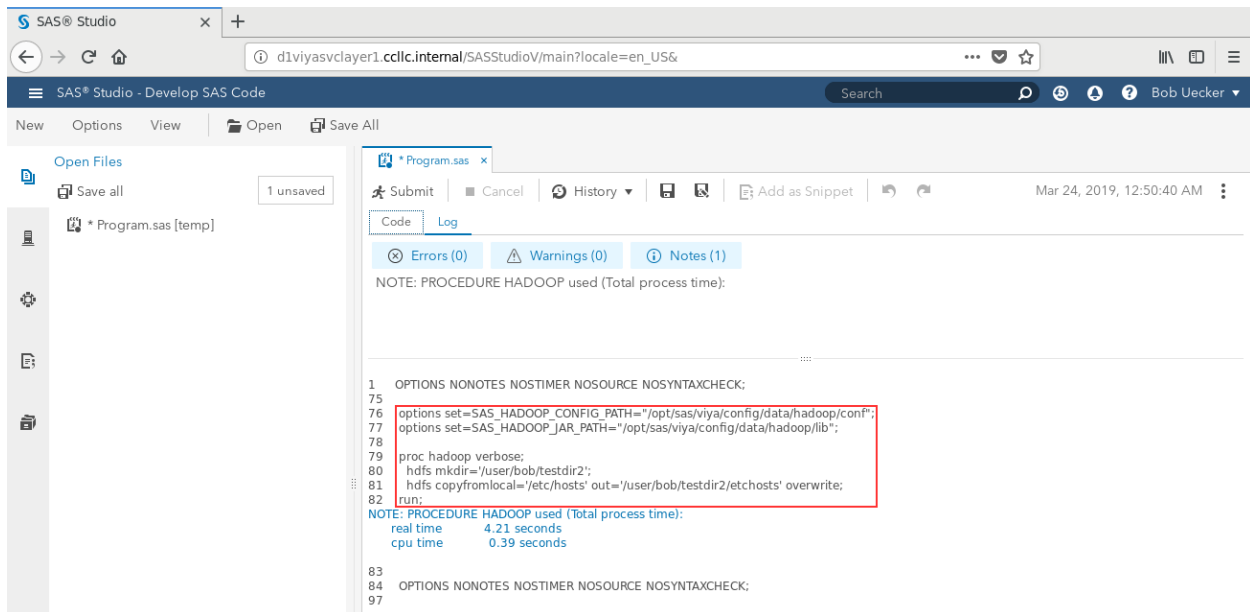 SAS® Studio
d1viyasvclayer1.ccllc.internal/SASStudioV/main?locale=en_US&
SAS® Studio - Develop SAS Code Search Bob Uecker
New Options View Open Save All
Open Files
Save all 1 unsaved
* Program.sas [temp]
* Program.sas
Submit Cancel History Add as Snippet Mar 24, 2019, 12:50:40 AM
Code Log
Errors (0) Warnings (0) Notes (1)
NOTE: PROCEDURE HADOOP used (Total process time):
1 OPTIONS NONOTES NOSTIMER NOSOURCE NOSYNTAXCHECK;
75
76 options set=SAS_HADOOP_CONFIG_PATH="/opt/sas/viya/config/data/hadoop/conf";
77 options set=SAS_HADOOP_JAR_PATH="/opt/sas/viya/config/data/hadoop/lib";
78
79 proc hadoop verbose;
80 hdfs mkdir='/user/bob/testdir2';
81 hdfs copyfromlocal='/etc/hosts' out='/user/bob/testdir2/etchosts' overwrite;
82 run;
NOTE: PROCEDURE HADOOP used (Total process time):
real time 4.21 seconds
cpu time 0.39 seconds
83
84 OPTIONS NONOTES NOSTIMER NOSOURCE NOSYNTAXCHECK;
97